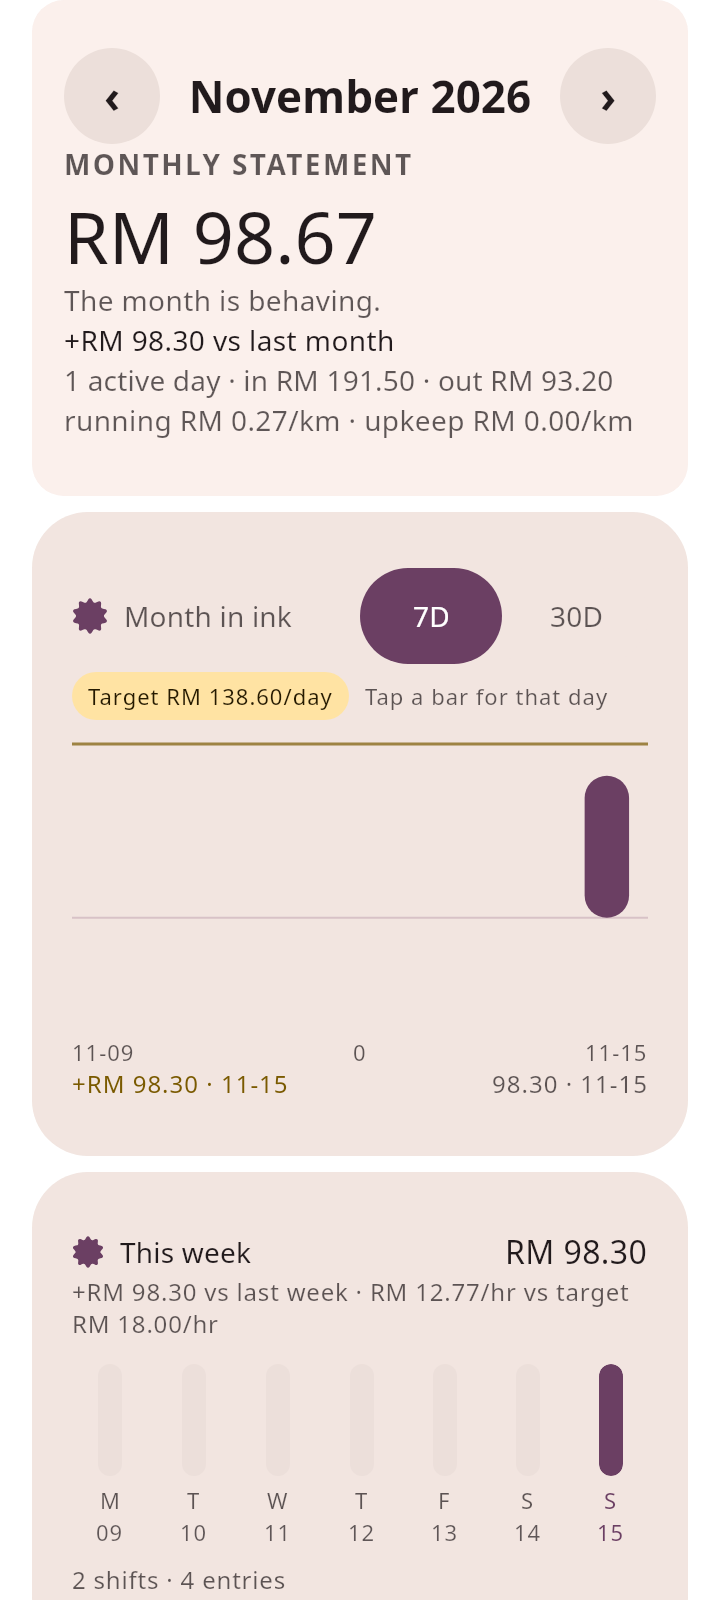 ‹ November 2026 ›
MONTHLY STATEMENT
RM 98.67
The month is behaving.
+RM 98.30 vs last month
1 active day · in RM 191.50 · out RM 93.20
running RM 0.27/km · upkeep RM 0.00/km
Month in ink 7D 30D
Target RM 138.60/day Tap a bar for that day
11-09 0 11-15
+RM 98.30 · 11-15 98.30 · 11-15
This week RM 98.30
+RM 98.30 vs last week · RM 12.77/hr vs target
RM 18.00/hr
M T W T F S S
09 10 11 12 13 14 15
2 shifts · 4 entries